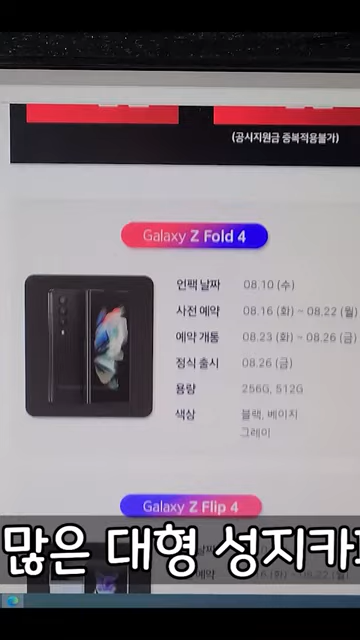 (공시지원금 중복적용불가)
Galaxy Z Fold 4
언팩 날짜 08.10 (수)
사전 예약 08.16 (화) ~ 08.22 (월)
예약 개통 08.23 (화) ~ 08.26 (금)
정식 출시 08.26 (금)
용량 256G, 512G
색상 블랙, 베이지
그레이
Galaxy Z Flip 4
많은 대형 성지카
예약